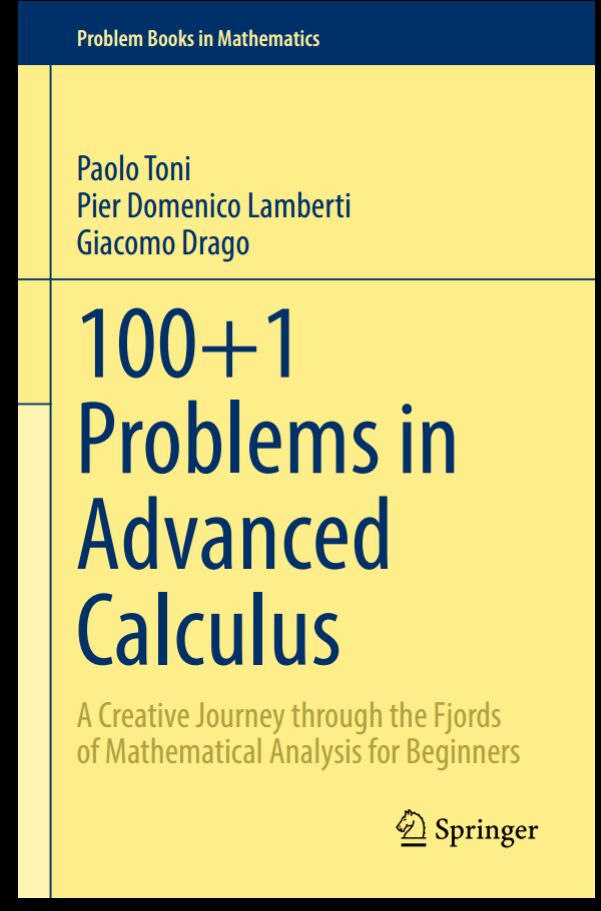 Problem Books in Mathematics
Paolo Toni
Pier Domenico Lamberti
Giacomo Drago
100+1
Problems in
Advanced
Calculus
A Creative Journey through the Fjords
of Mathematical Analysis for Beginners
Springer